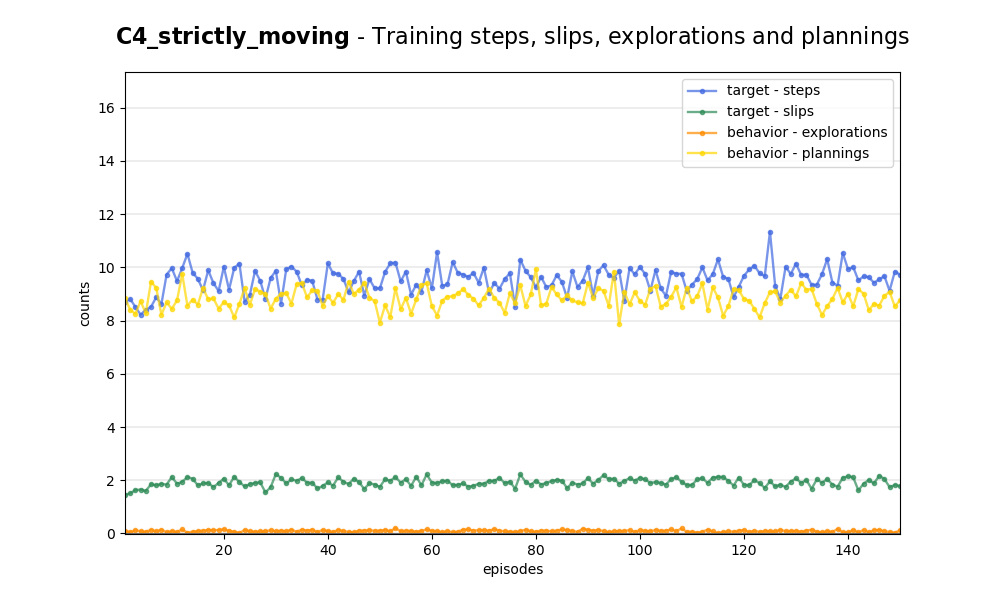 C4_strictly_moving - Training steps, slips, explorations and plannings
target - steps
target - slips
behavior - explorations
behavior - plannings
counts
16
14
12
10
8
6
4
2
0
20 40 60 80 100 120 140
episodes